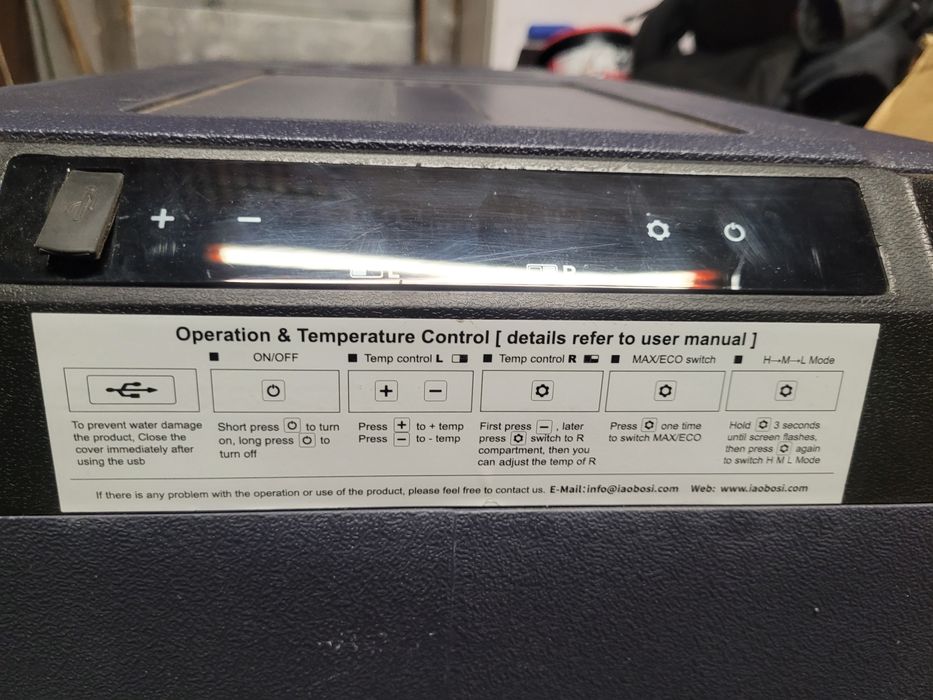 + −
L R
Operation & Temperature Control [ details refer to user manual ]
■ ON/OFF ■ Temp control L ■ Temp control R ■ MAX/ECO switch ■ H→M→L Mode
+ −
To prevent water damage
the product, Close the
cover immediately after
using the usb
Short press to turn
on, long press to
turn off
Press + to + temp
Press − to - temp
First press − , later
press switch to R
compartment, then you
can adjust the temp of R
Press one time
to switch MAX/ECO
Hold 3 seconds
until screen flashes,
then press again
to switch H M L Mode
If there is any problem with the operation or use of the product, please feel free to contact us. E-Mail:info@iaobosi.com Web: www.iaobosi.com